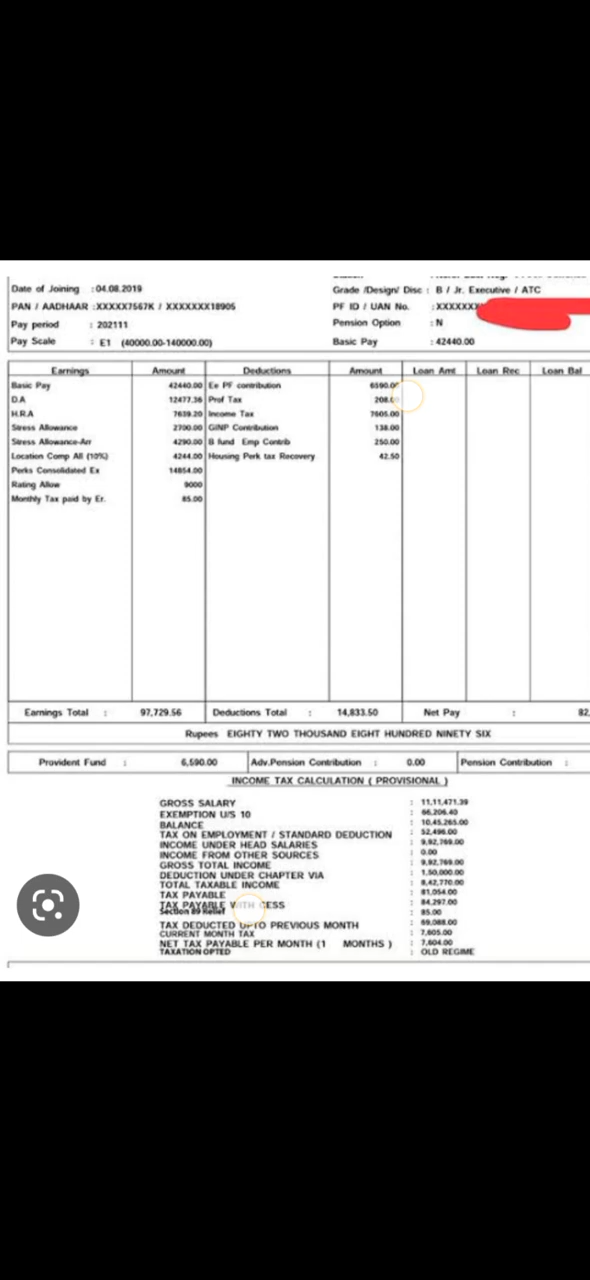 Date of Joining : 04.08.2019 Grade /Design/ Disc : B / Jr. Executive / ATC
PAN / AADHAAR :XXXXX7567K / XXXXXXX18905 PF ID / UAN No. :XXXXXXX
Pay period : 202111 Pension Option : N
Pay Scale : E1 (40000.00-140000.00) Basic Pay : 42440.00
Earnings Amount Deductions Amount Loan Amt Loan Rec Loan Bal
Basic Pay 42440.00 Ee PF contribution 6590.00
D.A 12477.36 Prof Tax 208.
H.R.A 7639.20 Income Tax 7605.00
Stress Allowance 2700.00 GINP Contribution 138.00
Stress Allowance-Arr 4290.00 B fund Emp Contrib 250.00
Location Comp All (10%) 4244.00 Housing Perk tax Recovery 42.50
Perks Consolidated Ex 14854.00
Rating Allow 9000
Monthly Tax paid by Er. 85.00
Earnings Total : 97,729.56 Deductions Total : 14,833.50 Net Pay : 82,
Rupees EIGHTY TWO THOUSAND EIGHT HUNDRED NINETY SIX
Provident Fund : 6,590.00 Adv.Pension Contribution : 0.00 Pension Contribution :
INCOME TAX CALCULATION ( PROVISIONAL )
GROSS SALARY : 11,11,471.39
EXEMPTION U/S 10 : 66,206.40
BALANCE : 10,45,265.00
TAX ON EMPLOYMENT / STANDARD DEDUCTION : 52,496.00
INCOME UNDER HEAD SALARIES : 9,92,769.00
INCOME FROM OTHER SOURCES : 0.00
GROSS TOTAL INCOME : 9,92,769.00
DEDUCTION UNDER CHAPTER VIA : 1,50,000.00
TOTAL TAXABLE INCOME : 8,42,770.00
TAX PAYABLE : 81,054.00
TAX PAYABLE WITH CESS : 84,297.00
Section 89 Relief : 85.00
TAX DEDUCTED UPTO PREVIOUS MONTH : 69,088.00
CURRENT MONTH TAX : 7,605.00
NET TAX PAYABLE PER MONTH (1 MONTHS ) : 7,604.00
TAXATION OPTED : OLD REGIME